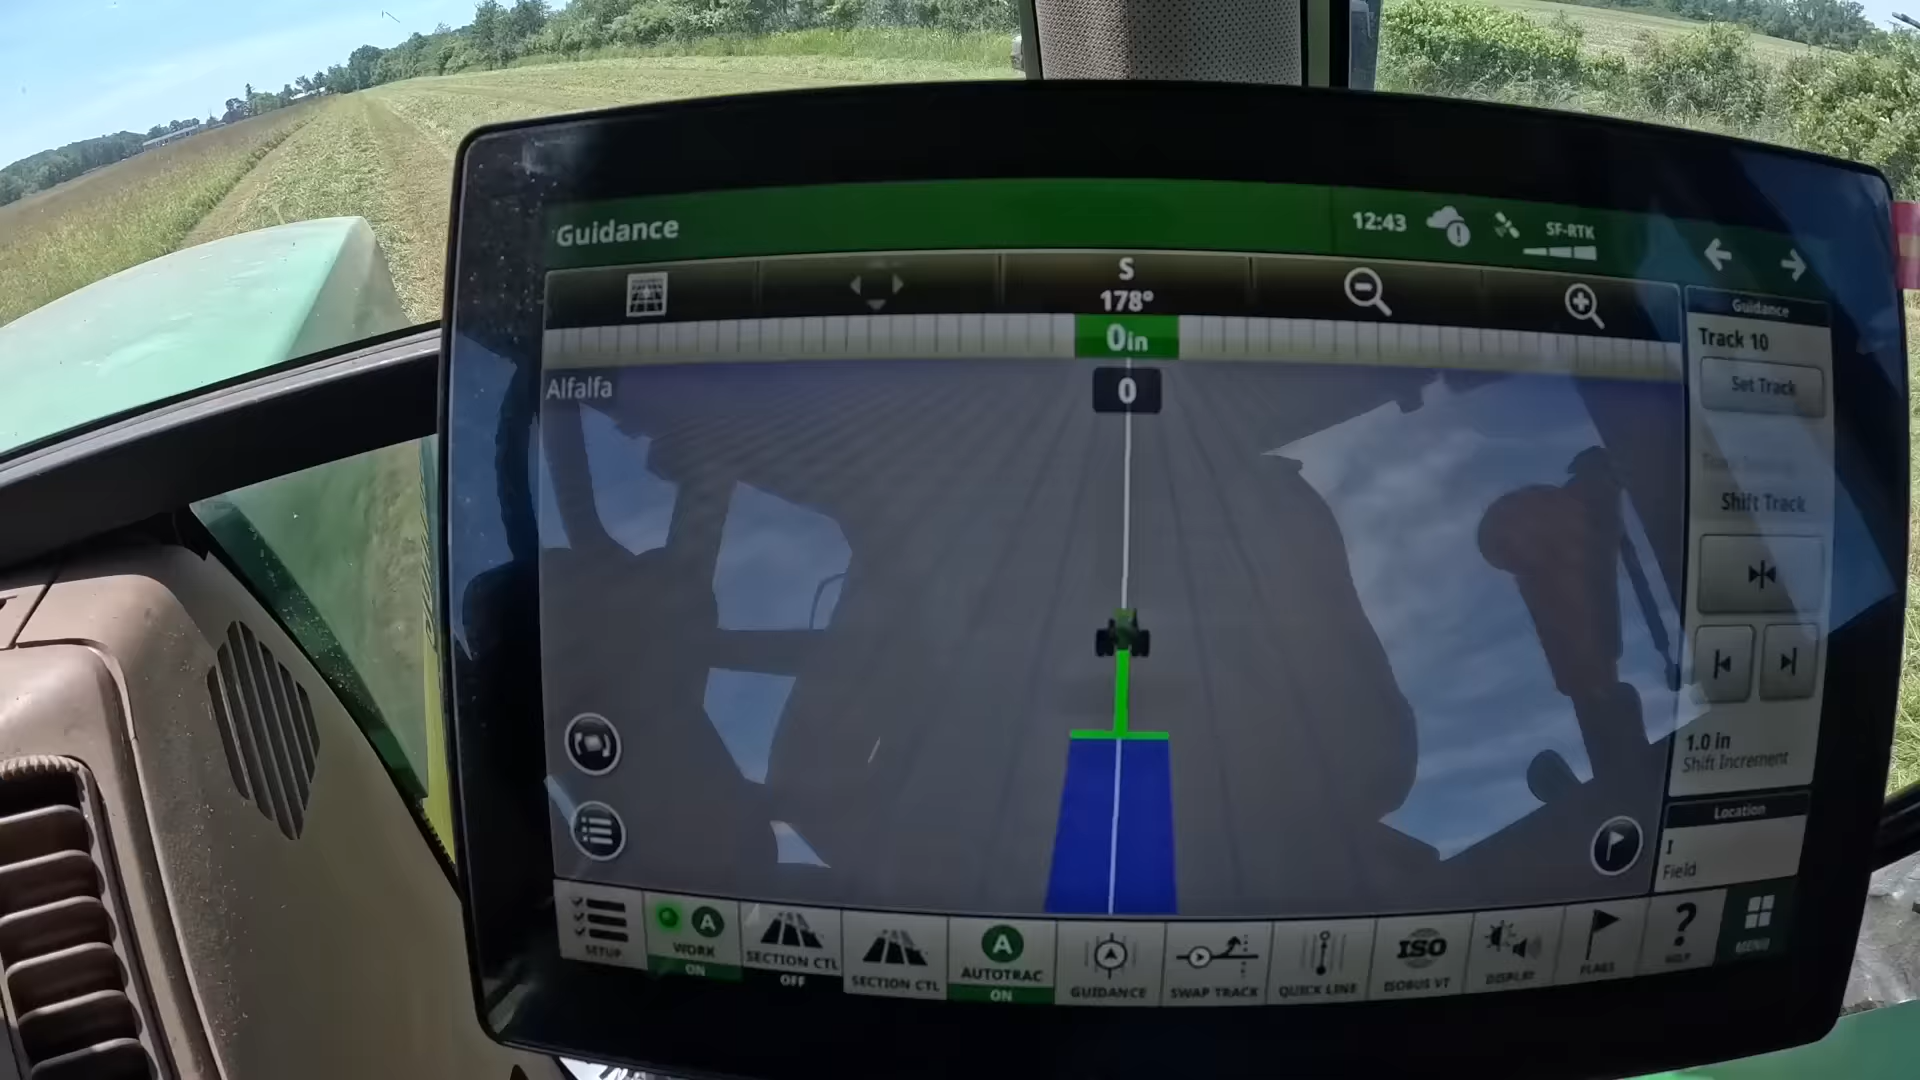 Guidance
12:43
SF-RTK
S
178°
0in
0
Alfalfa
Guidance
Track 10
Set Track
Shift Track
1.0 in
Shift Increment
Location
I
Field
SETUP
A
WORK
ON
SECTION CTL
OFF
SECTION CTL
A
AUTOTRAC
ON
GUIDANCE
SWAP TRACK
QUICK LINE
ISO
ISOBUS VT
DISPLAY
FLAGS
?
HELP
MENU